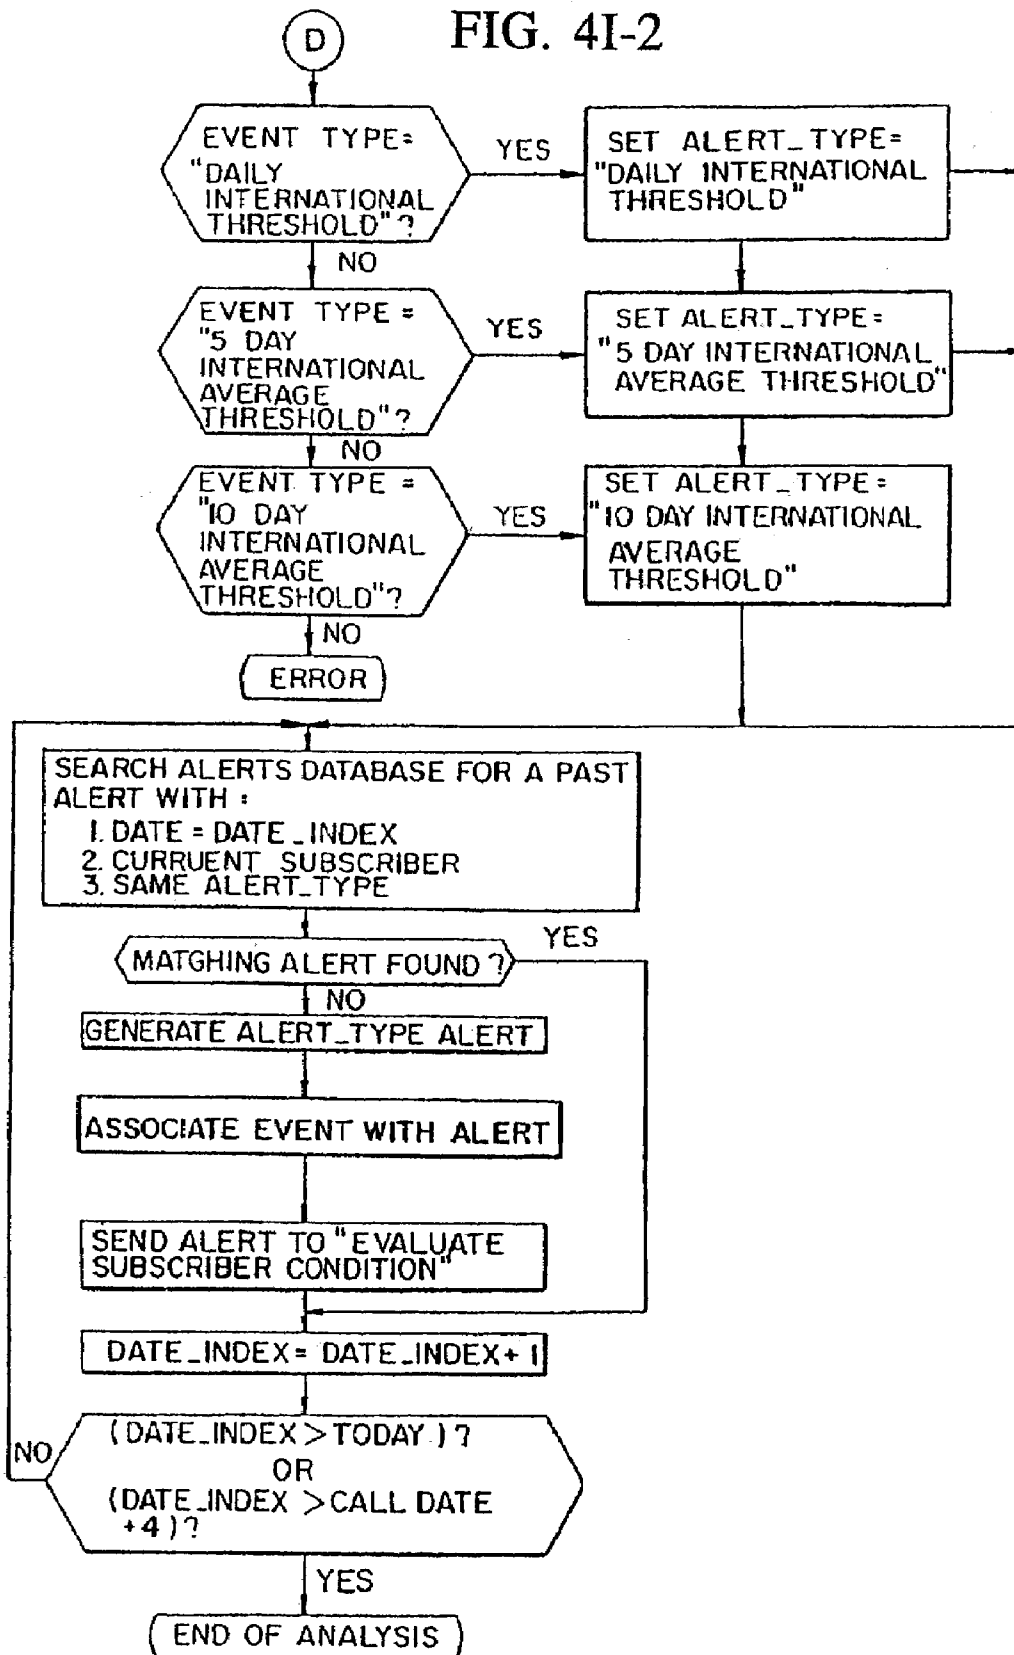 D
FIG. 4I-2
EVENT TYPE=
"DAILY
INTERNATIONAL
THRESHOLD"?
YES
SET ALERT_TYPE=
"DAILY INTERNATIONAL
THRESHOLD"
NO
EVENT TYPE =
"5 DAY
INTERNATIONAL
AVERAGE
THRESHOLD"?
YES
SET ALERT_TYPE=
"5 DAY INTERNATIONAL
AVERAGE THRESHOLD"
NO
EVENT TYPE =
"10 DAY
INTERNATIONAL
AVERAGE
THRESHOLD"?
YES
SET ALERT_TYPE=
"10 DAY INTERNATIONAL
AVERAGE
THRESHOLD"
NO
ERROR
SEARCH ALERTS DATABASE FOR A PAST
ALERT WITH :
1. DATE = DATE_INDEX
2. CURRUENT SUBSCRIBER
3. SAME ALERT_TYPE
YES
MATGHING ALERT FOUND ?
NO
GENERATE ALERT_TYPE ALERT
ASSOCIATE EVENT WITH ALERT
SEND ALERT TO "EVALUATE
SUBSCRIBER CONDITION"
DATE_INDEX= DATE_INDEX+ 1
(DATE_INDEX > TODAY )?
NO
OR
(DATE_INDEX > CALL DATE
+4 )?
YES
END OF ANALYSIS